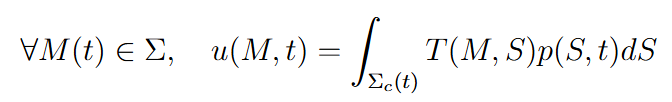 ∀M(t) ∈ Σ, u(M, t) = ∫_{Σ_c(t)} T(M, S)p(S, t)dS